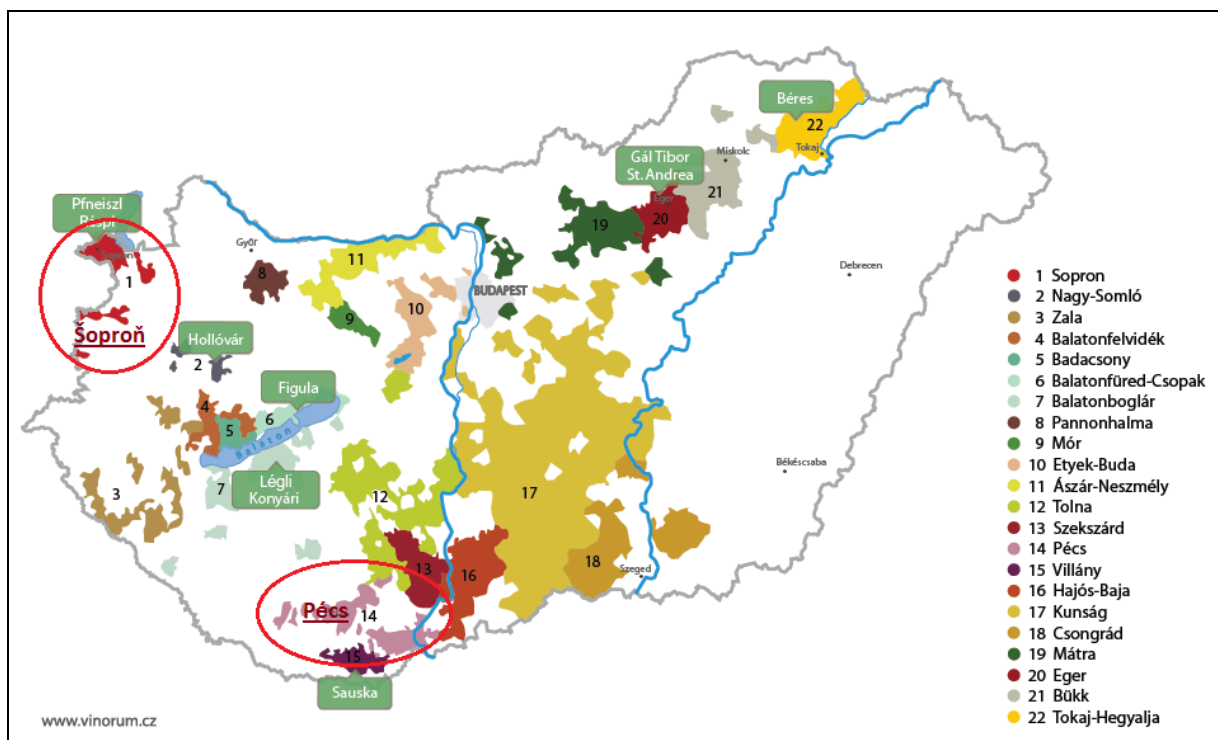 Béres
22
Tokaj
Miskolc
Gál Tibor
St. Andrea
Eger
21
20
19
Pfneiszl
Ráspi
Sopron
1
Šoproň
Győr
8
11
BUDAPEST
10
9
Debrecen
Hollóvár
2
Figula
4
6
5
Balaton
Légli
Konyári
7
3
12
17
Békéscsaba
13
16
18
Szeged
Pécs
14
15
Sauska
www.vinorum.cz
1 Sopron
2 Nagy-Somló
3 Zala
4 Balatonfelvidék
5 Badacsony
6 Balatonfüred-Csopak
7 Balatonboglár
8 Pannonhalma
9 Mór
10 Etyek-Buda
11 Ászár-Neszmély
12 Tolna
13 Szekszárd
14 Pécs
15 Villány
16 Hajós-Baja
17 Kunság
18 Csongrád
19 Mátra
20 Eger
21 Bükk
22 Tokaj-Hegyalja